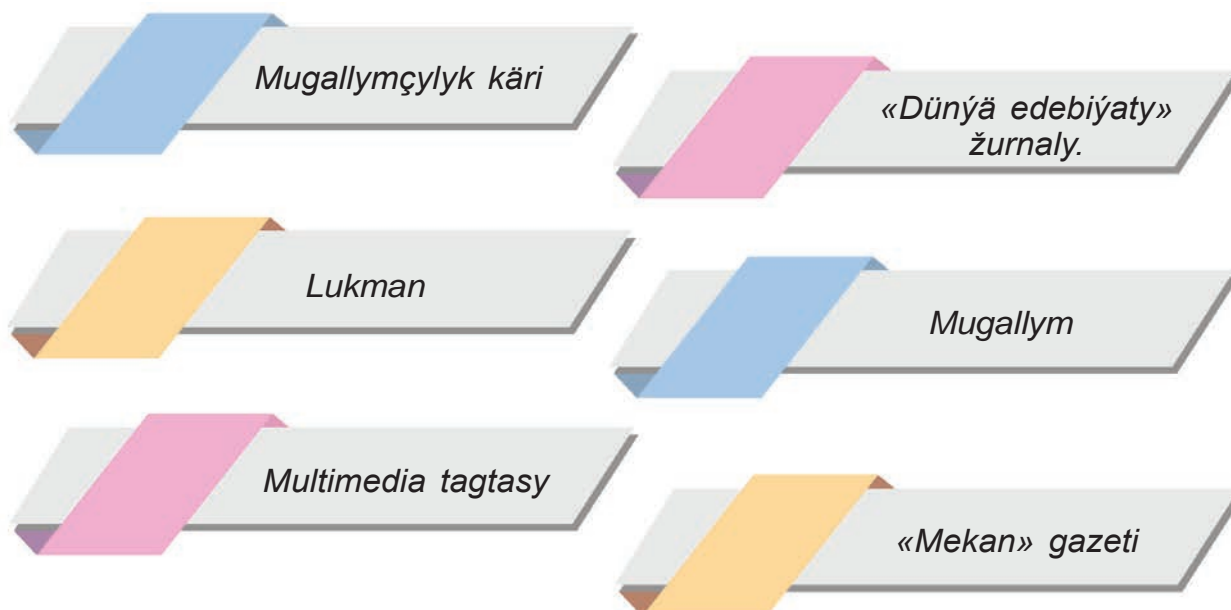 Mugallymçylyk käri
«Dünýä edebiýaty»
žurnaly.
Lukman
Mugallym
Multimedia tagtasy
«Mekan» gazeti